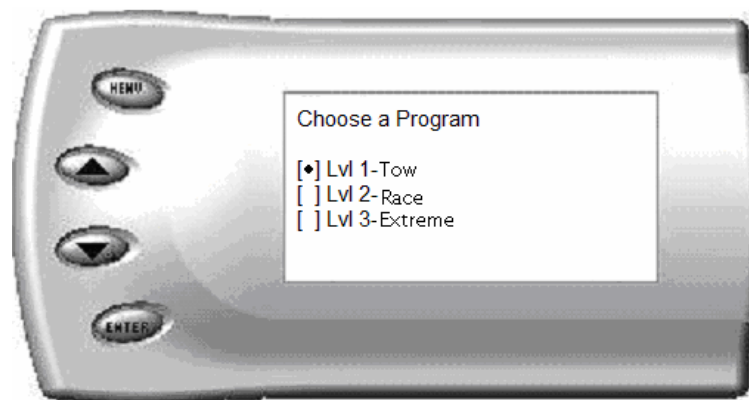 MENU
Choose a Program
[♦] Lvl 1-Tow
[ ] Lvl 2-Race
[ ] Lvl 3-Extreme
ENTER